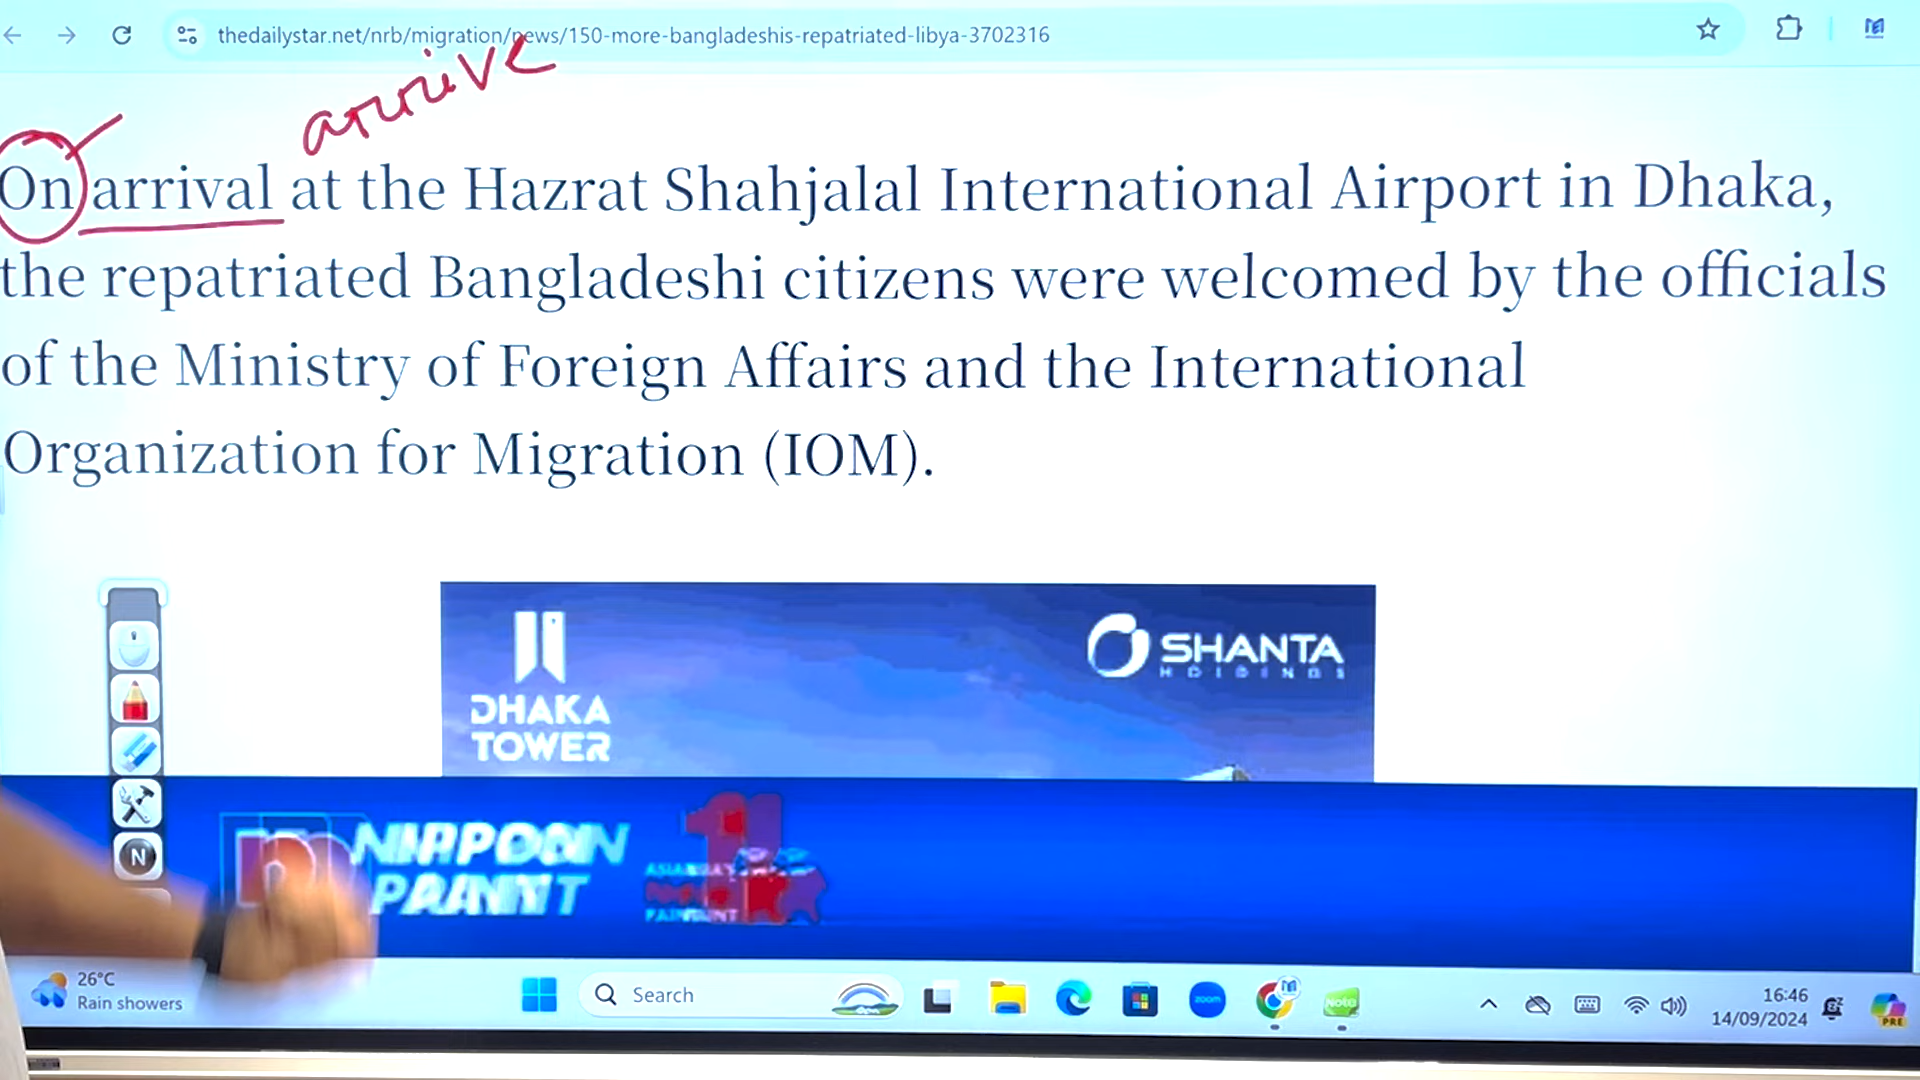 thedailystar.net/nrb/migration/news/150-more-bangladeshis-repatriated-libya-3702316
arrive
On arrival at the Hazrat Shahjalal International Airport in Dhaka,
the repatriated Bangladeshi citizens were welcomed by the officials
of the Ministry of Foreign Affairs and the International
Organization for Migration (IOM).
DHAKA
TOWER
SHANTA
HOLDINGS
N
NIPPON
PAINT
26°C
Rain showers
Search
zoom
Note
16:46
14/09/2024
PRE